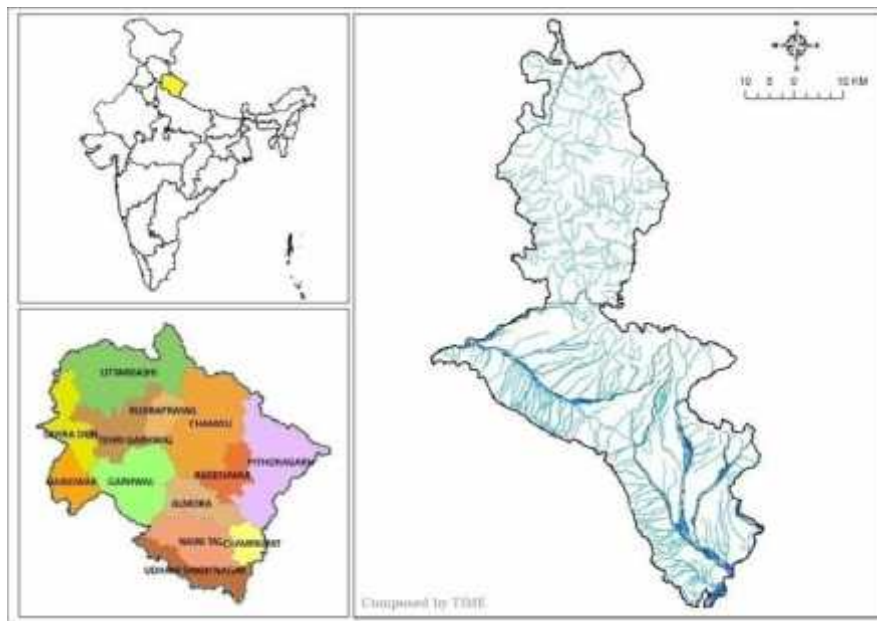 10 5 0 10 KM
UTTARKASHI
RUDRAPRAYAG
CHAMOLI
DEHRA DUN
TEHRI GARHWAL
BAGESHWAR
PITHORAGARH
HARIDWAR
GARHWAL
ALMORA
NAINI TAL
CHAMPAWAT
UDHAM SINGH NAGAR
Composed by TIME